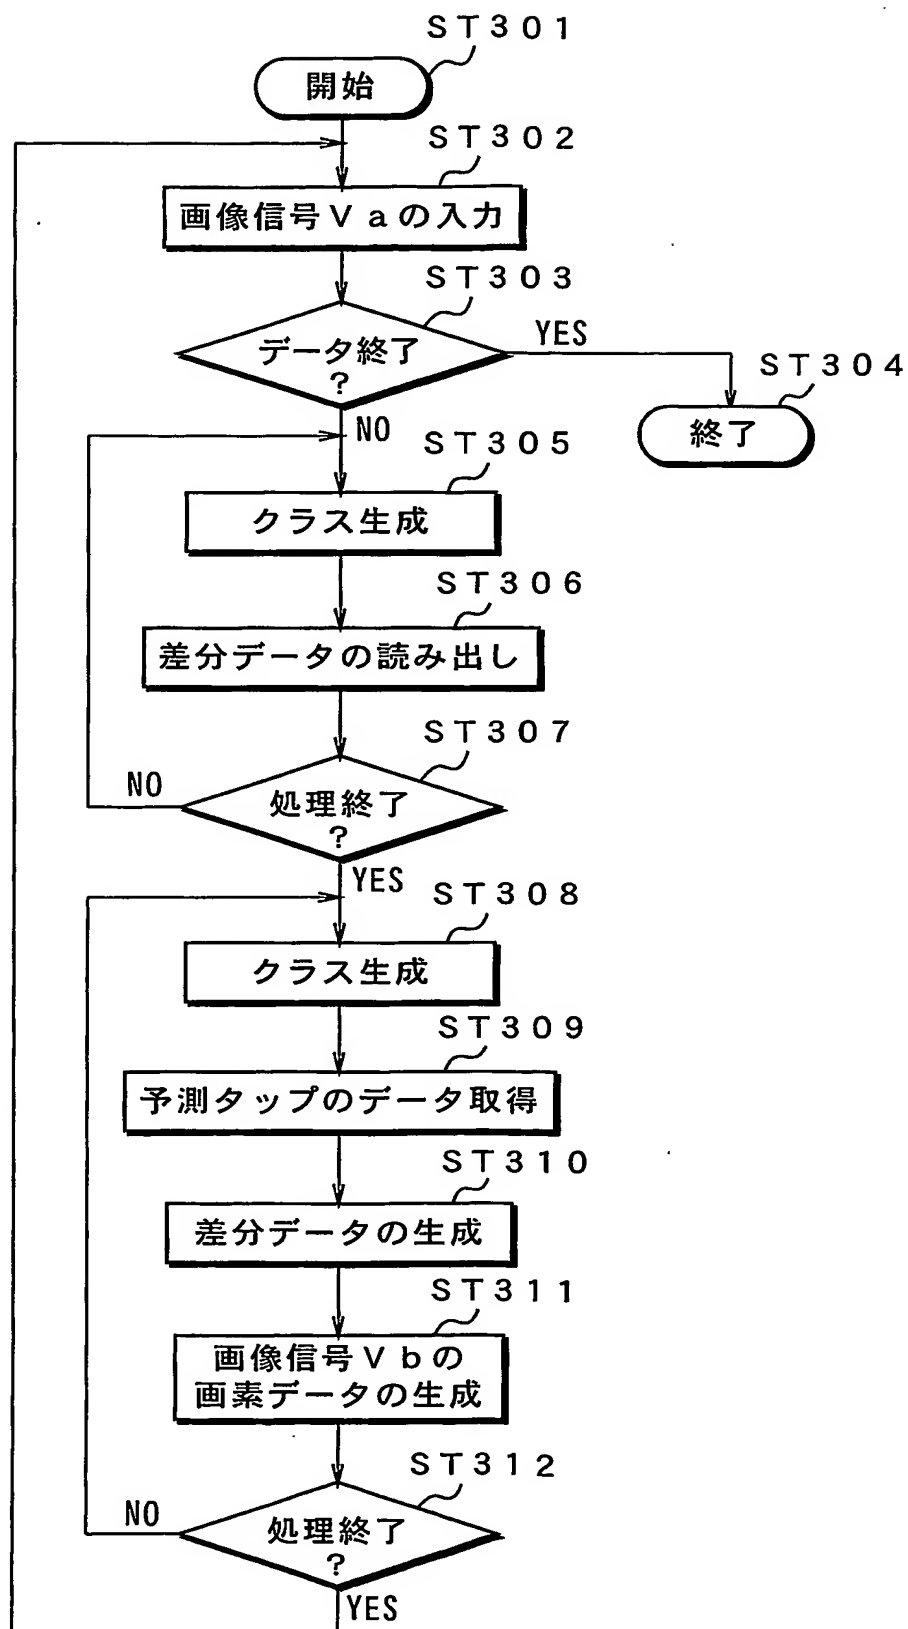 ST301
開始
ST302
画像信号Vaの入力
ST303
データ終了
?
YES
ST304
終了
NO
ST305
クラス生成
ST306
差分データの読み出し
ST307
処理終了
?
NO
YES
ST308
クラス生成
ST309
予測タップのデータ取得
ST310
差分データの生成
ST311
画像信号Vbの
画素データの生成
ST312
処理終了
?
NO
YES